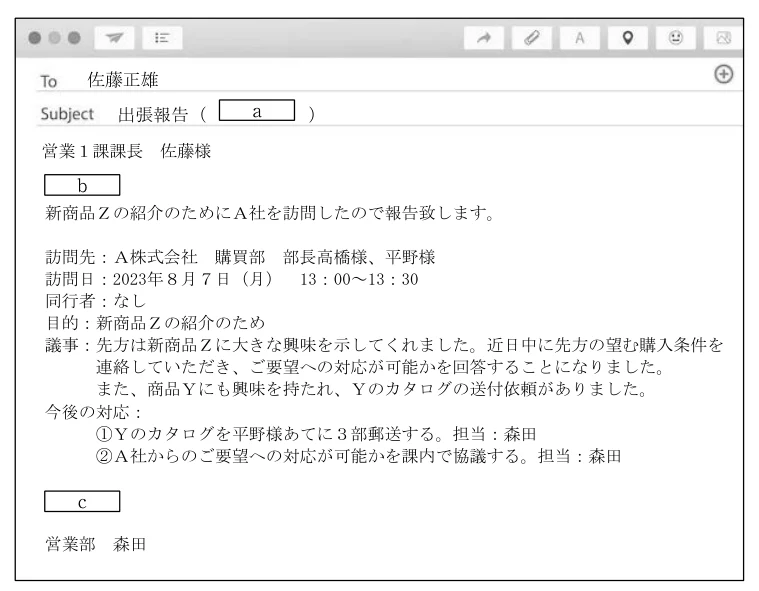 To 佐藤正雄
Subject 出張報告（ a ）
営業１課課長　佐藤様
b
新商品Ｚの紹介のためにＡ社を訪問したので報告致します。
訪問先：Ａ株式会社　購買部　部長高橋様、平野様
訪問日：2023年８月７日（月）　13：00～13：30
同行者：なし
目的：新商品Ｚの紹介のため
議事：先方は新商品Ｚに大きな興味を示してくれました。近日中に先方の望む購入条件を
連絡していただき、ご要望への対応が可能かを回答することになりました。
また、商品Ｙにも興味を持たれ、Ｙのカタログの送付依頼がありました。
今後の対応：
①Ｙのカタログを平野様あてに３部郵送する。担当：森田
②Ａ社からのご要望への対応が可能かを課内で協議する。担当：森田
c
営業部　森田